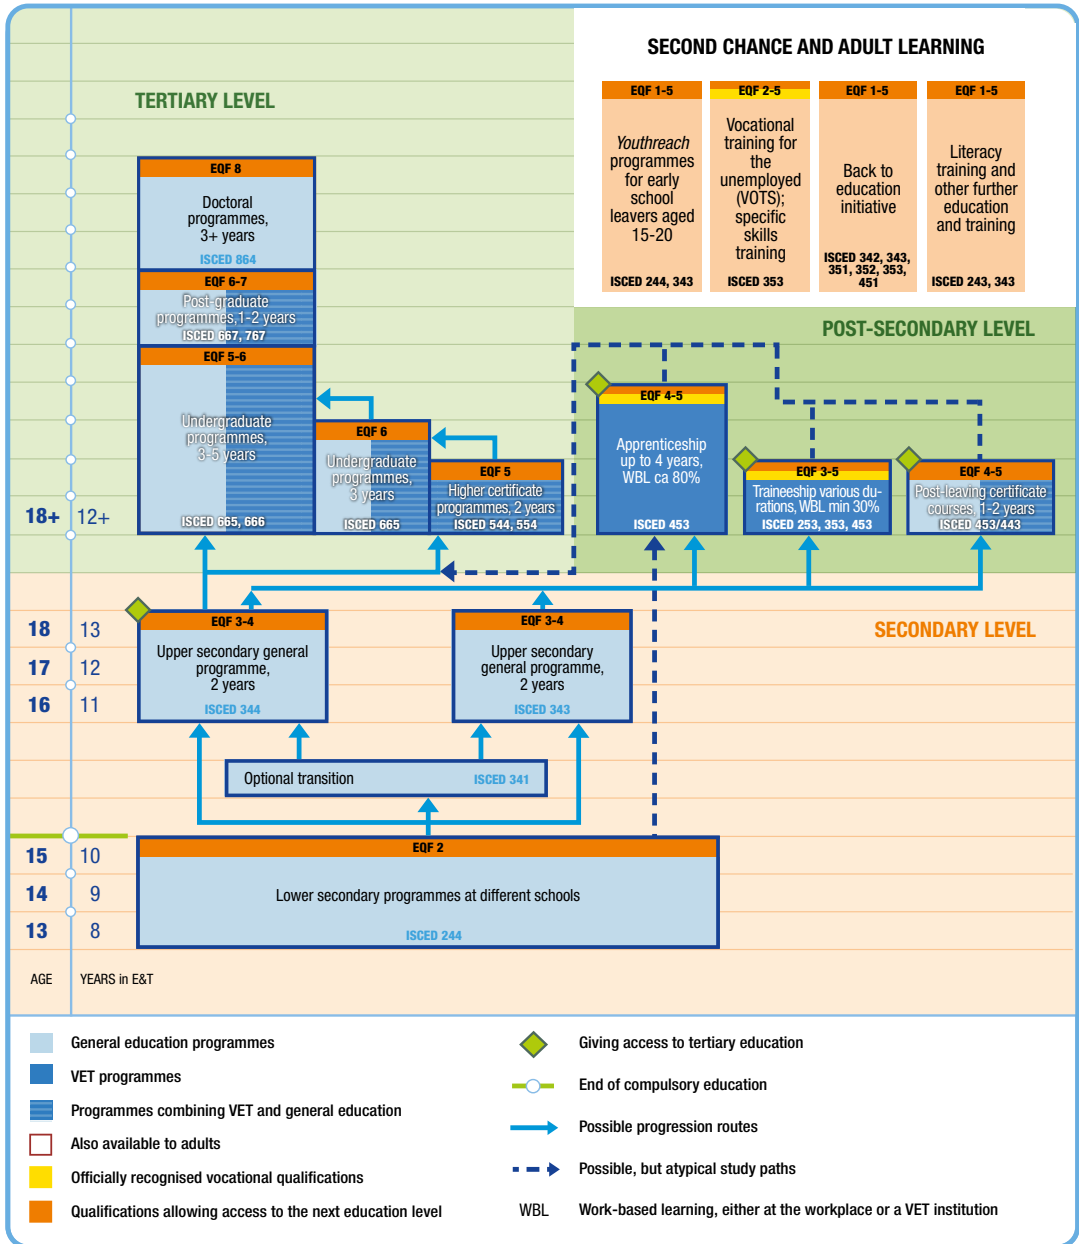 SECOND CHANCE AND ADULT LEARNING
EQF 1-5
Youthreach
programmes
for early
school
leavers aged
15-20
ISCED 244, 343
EQF 2-5
Vocational
training for
the
unemployed
(VOTS);
specific
skills
training
ISCED 353
EQF 1-5
Back to
education
initiative
ISCED 342, 343,
351, 352, 353,
451
EQF 1-5
Literacy
training and
other further
education
and training
ISCED 243, 343
TERTIARY LEVEL
EQF 8
Doctoral
programmes,
3+ years
ISCED 864
EQF 6-7
Post-graduate
programmes,1-2 years
ISCED 667, 767
EQF 5-6
Undergraduate
programmes,
3-5 years
ISCED 665, 666
EQF 6
Undergraduate
programmes,
3 years
ISCED 665
EQF 5
Higher certificate
programmes, 2 years
ISCED 544, 554
POST-SECONDARY LEVEL
EQF 4-5
Apprenticeship
up to 4 years,
WBL ca 80%
ISCED 453
EQF 3-5
Traineeship various du-
rations, WBL min 30%
ISCED 253, 353, 453
EQF 4-5
Post-leaving certificate
courses, 1-2 years
ISCED 453/443
18+ 12+
SECONDARY LEVEL
18 13
17 12
16 11
EQF 3-4
Upper secondary general
programme,
2 years
ISCED 344
EQF 3-4
Upper secondary
general programme,
2 years
ISCED 343
Optional transition ISCED 341
15 10
14 9
13 8
EQF 2
Lower secondary programmes at different schools
ISCED 244
AGE YEARS in E&T
General education programmes
VET programmes
Programmes combining VET and general education
Also available to adults
Officially recognised vocational qualifications
Qualifications allowing access to the next education level
Giving access to tertiary education
End of compulsory education
Possible progression routes
Possible, but atypical study paths
WBL Work-based learning, either at the workplace or a VET institution